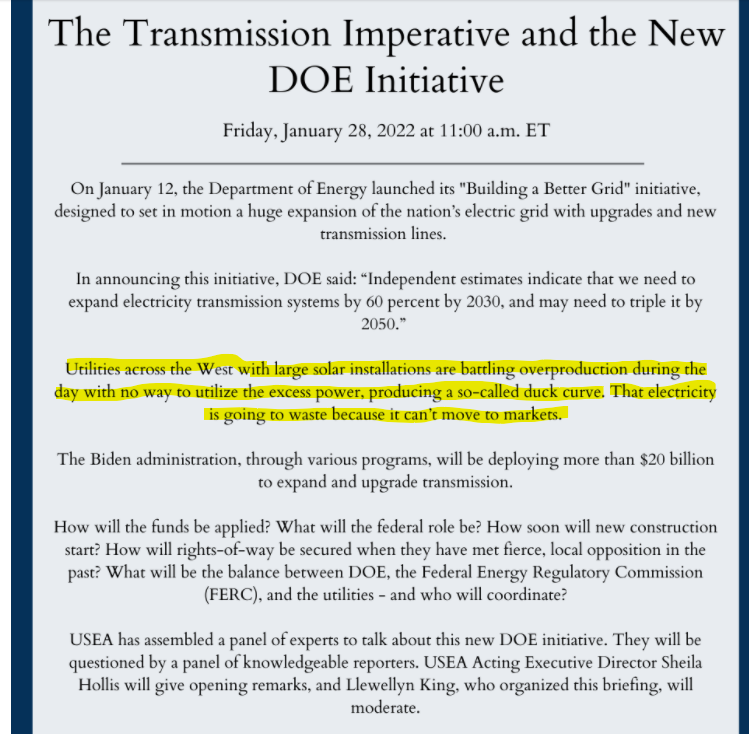 The Transmission Imperative and the New
DOE Initiative
Friday, January 28, 2022 at 11:00 a.m. ET
On January 12, the Department of Energy launched its "Building a Better Grid" initiative,
designed to set in motion a huge expansion of the nation’s electric grid with upgrades and new
transmission lines.
In announcing this initiative, DOE said: “Independent estimates indicate that we need to
expand electricity transmission systems by 60 percent by 2030, and may need to triple it by
2050.”
Utilities across the West with large solar installations are battling overproduction during the
day with no way to utilize the excess power, producing a so-called duck curve. That electricity
is going to waste because it can’t move to markets.
The Biden administration, through various programs, will be deploying more than $20 billion
to expand and upgrade transmission.
How will the funds be applied? What will the federal role be? How soon will new construction
start? How will rights-of-way be secured when they have met fierce, local opposition in the
past? What will be the balance between DOE, the Federal Energy Regulatory Commission
(FERC), and the utilities - and who will coordinate?
USEA has assembled a panel of experts to talk about this new DOE initiative. They will be
questioned by a panel of knowledgeable reporters. USEA Acting Executive Director Sheila
Hollis will give opening remarks, and Llewellyn King, who organized this briefing, will
moderate.